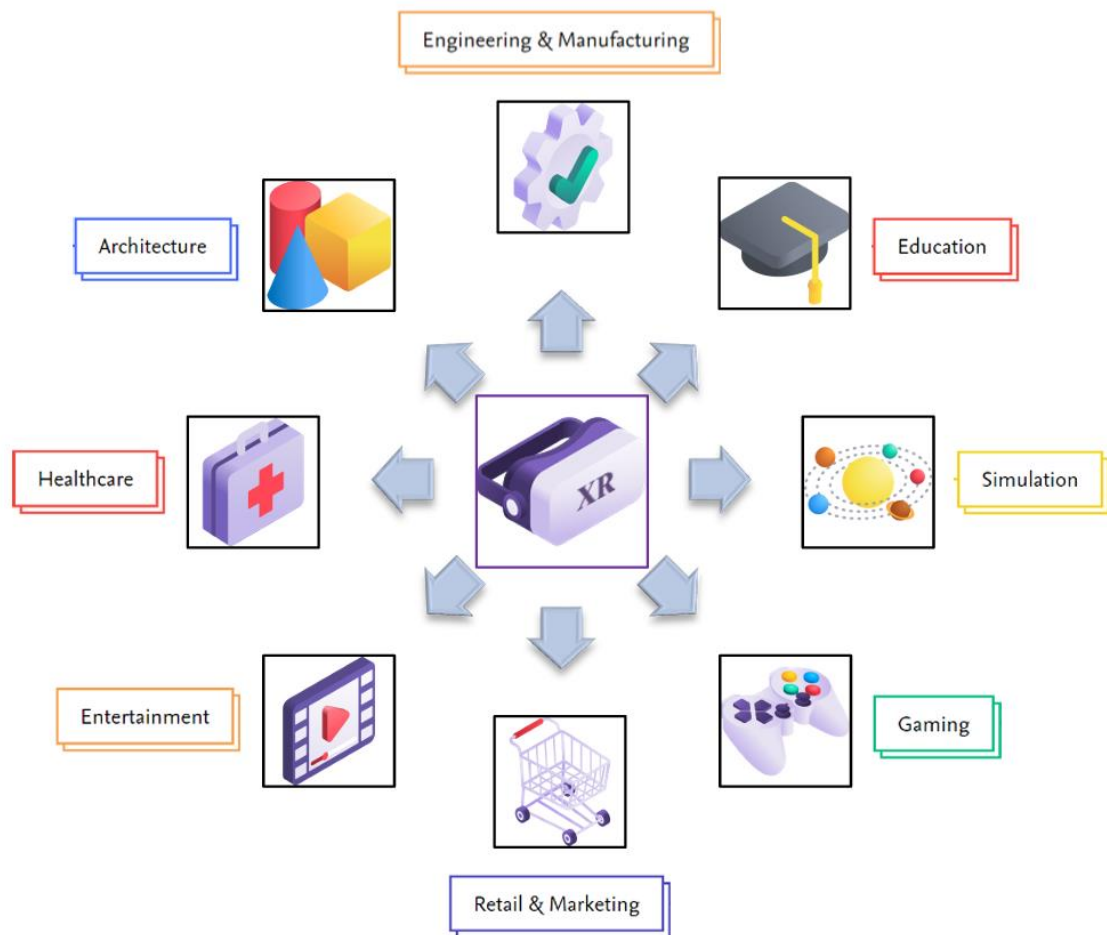 Engineering & Manufacturing
Architecture
Education
Healthcare
XR
Simulation
Entertainment
Gaming
Retail & Marketing